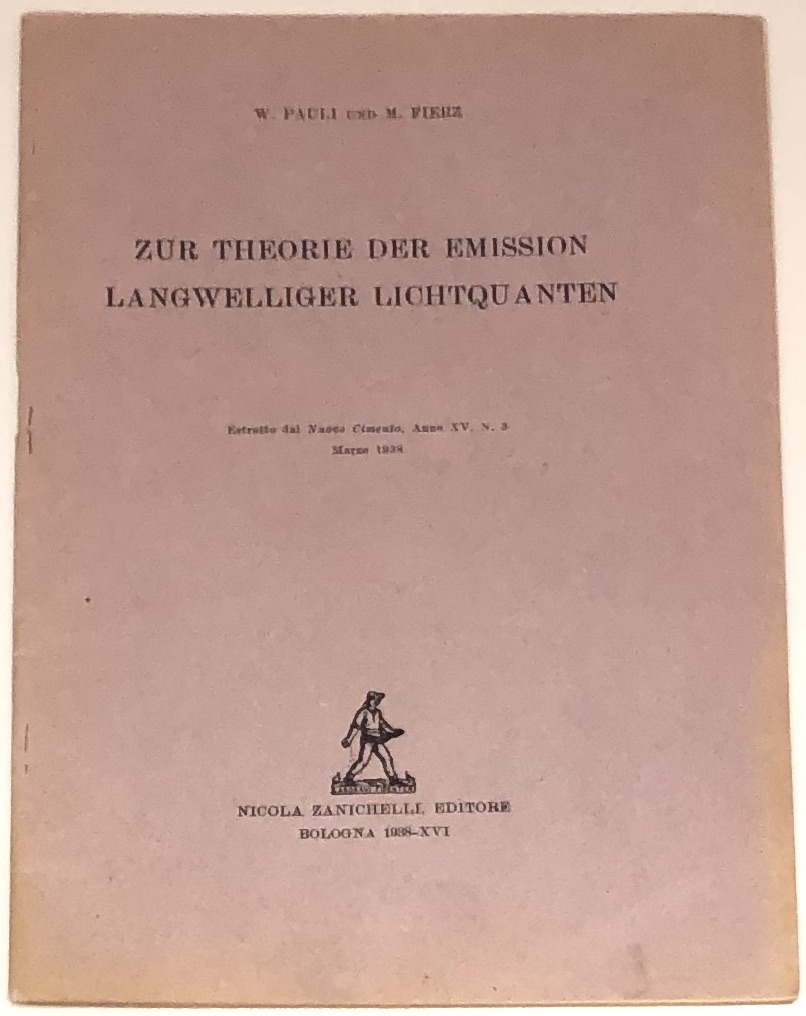 W. PAULI UND M. FIERZ
ZUR THEORIE DER EMISSION
LANGWELLIGER LICHTQUANTEN
Estratto dal Nuovo Cimento, Anno XV, N. 3
Marzo 1938
NICOLA ZANICHELLI, EDITORE
BOLOGNA 1938-XVI